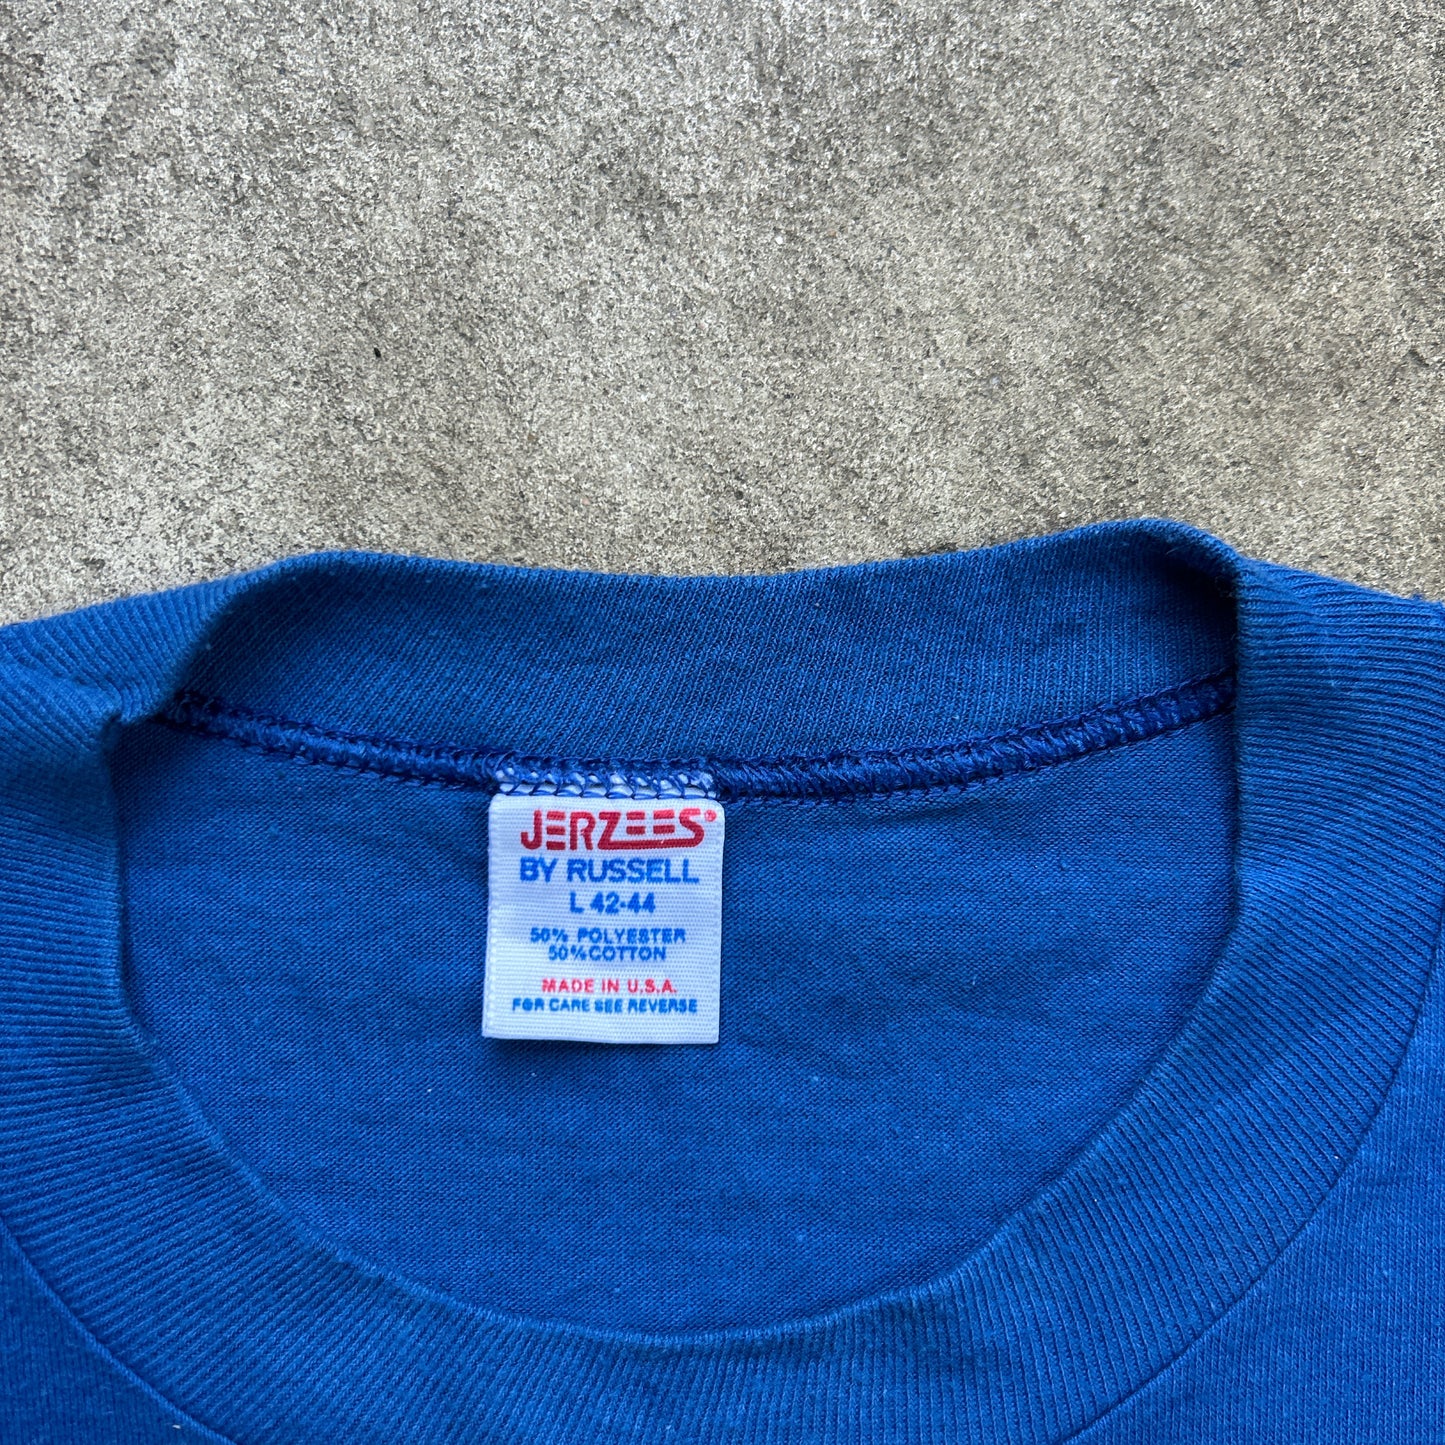 JERZEES®
BY RUSSELL
L 42-44
50% POLYESTER
50% COTTON
MADE IN U.S.A.
FOR CARE SEE REVERSE